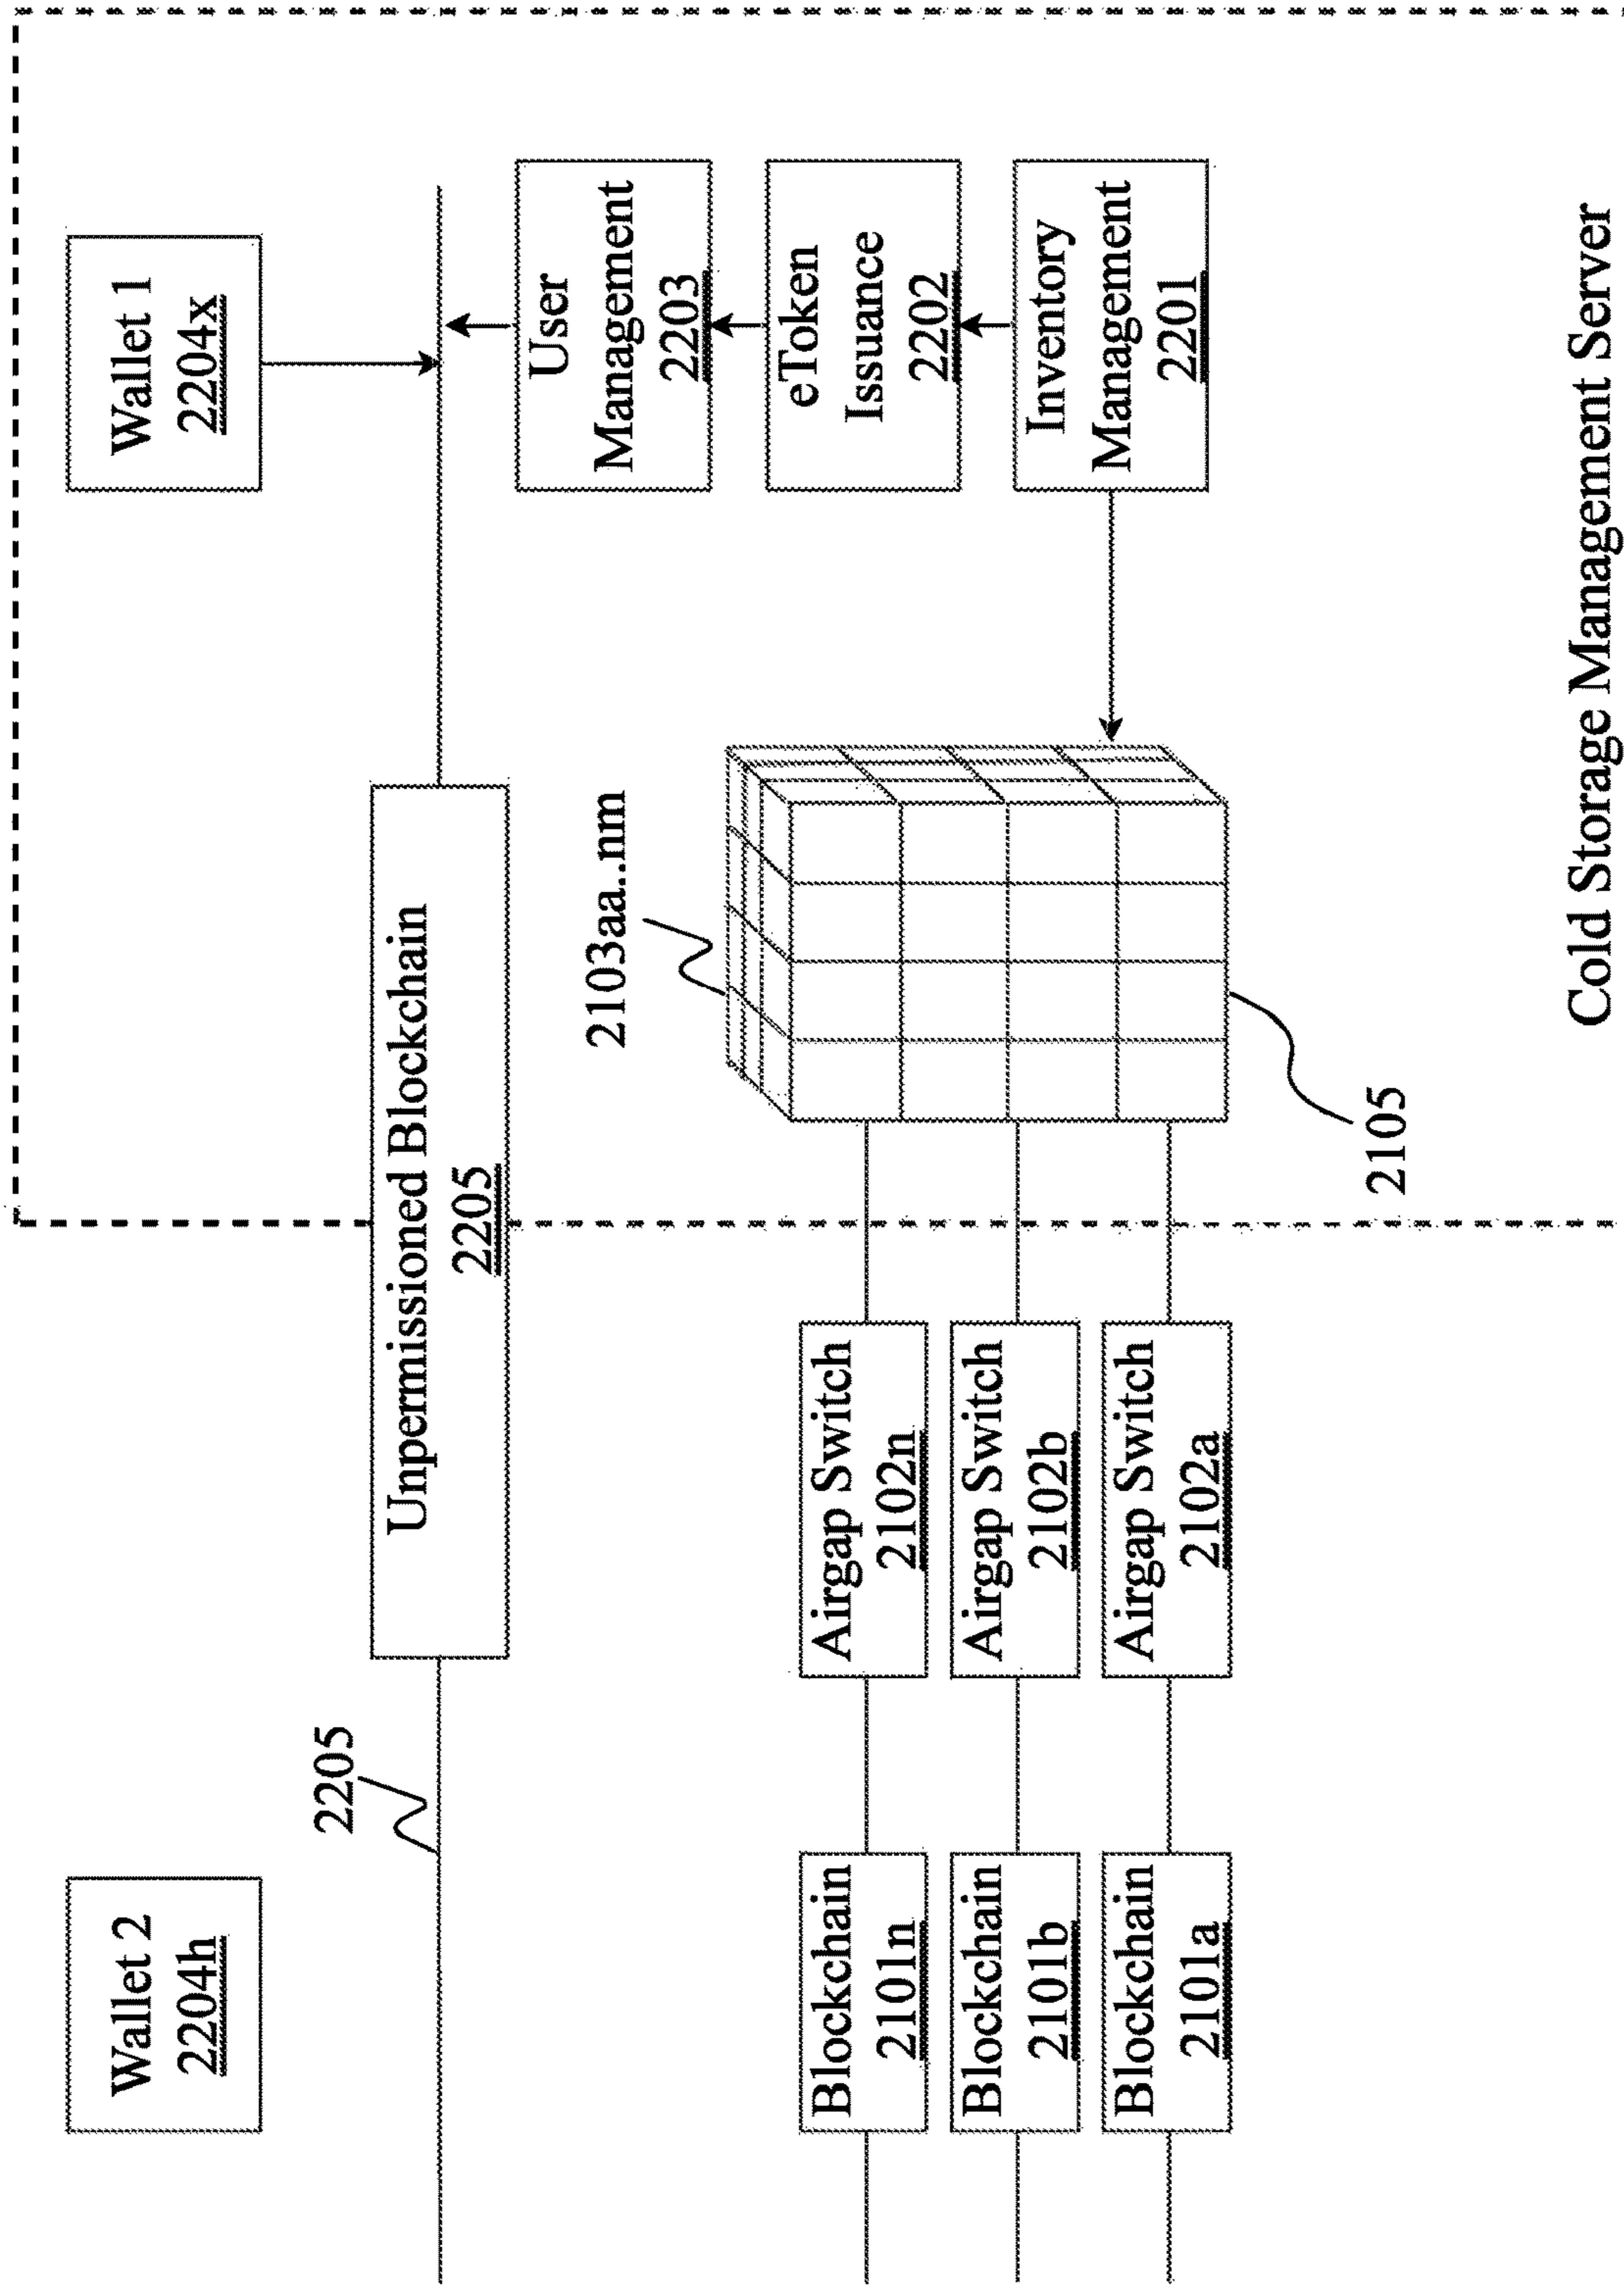 Wallet 2
2204h
Wallet 1
2204x
2205
Unpermissioned Blockchain
2205
User
Management
2203
2103aa..nm
eToken
Issuance
2202
Blockchain
2101n
Airgap Switch
2102n
Blockchain
2101b
Airgap Switch
2102b
Inventory
Management
2201
Blockchain
2101a
Airgap Switch
2102a
2105
Cold Storage Management Server